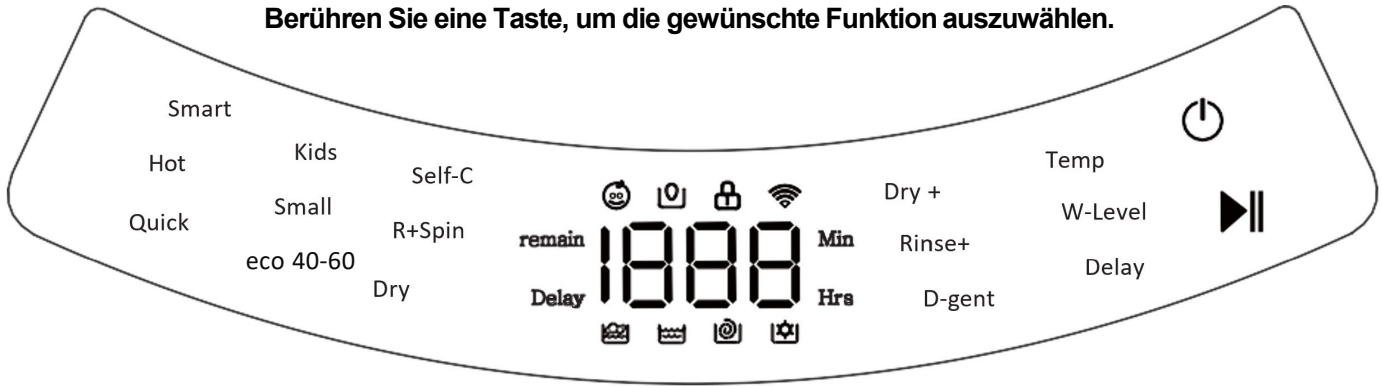 Berühren Sie eine Taste, um die gewünschte Funktion auszuwählen.
Smart
Hot
Quick
Kids
Small
eco 40-60
Self-C
R+Spin
Dry
remain
Delay
1888
Min
Hrs
Dry +
Rinse+
D-gent
Temp
W-Level
Delay